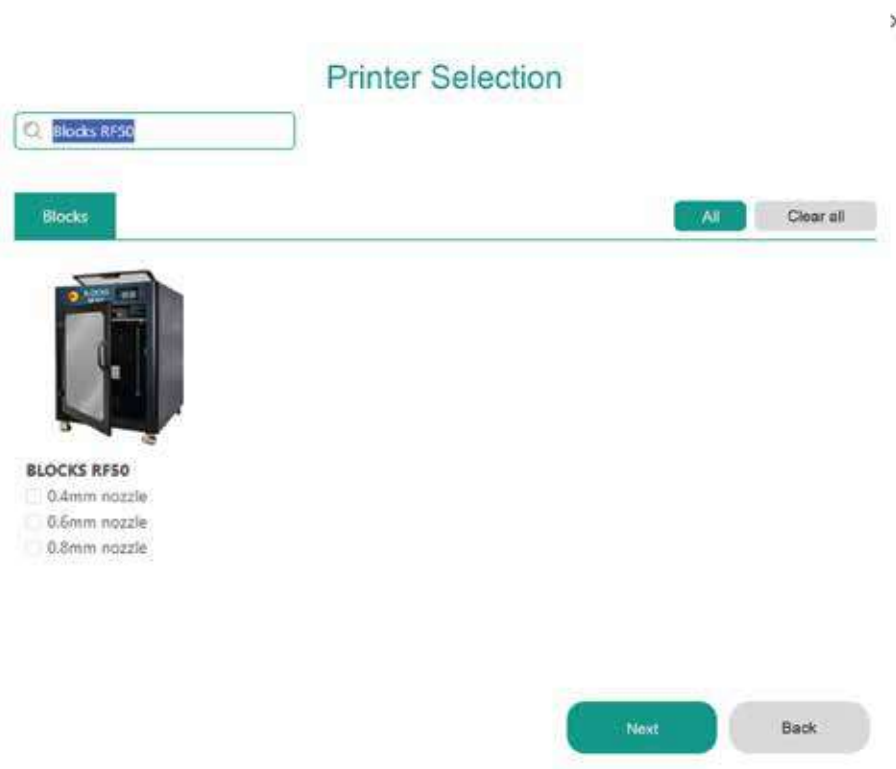 Printer Selection
Blocks RF50
Blocks
All
Clear all
BLOCKS RF50
0.4mm nozzle
0.6mm nozzle
0.8mm nozzle
Next
Back